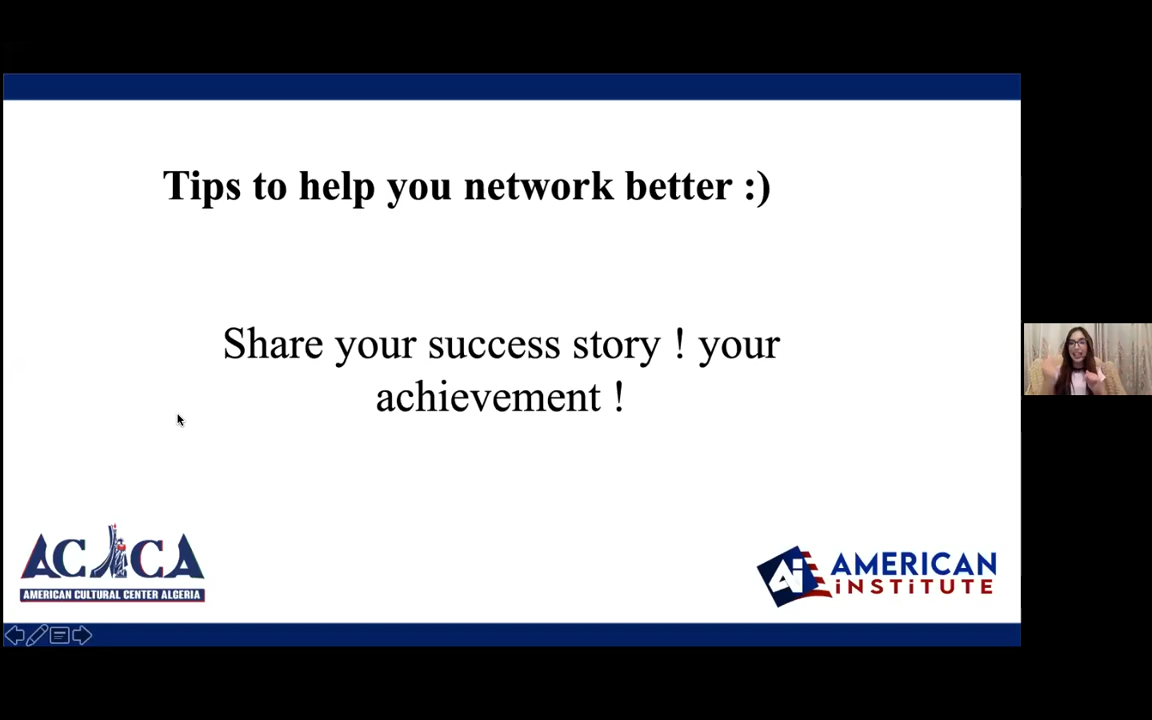 Tips to help you network better :)
Share your success story ! your
achievement !
ACCA
AMERICAN CULTURAL CENTER ALGERIA
Ai
AMERICAN
iNSTiTUTE